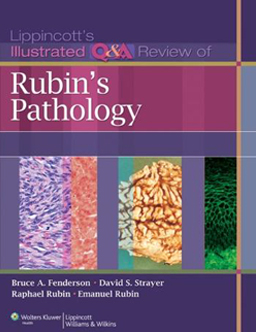 Lippincott's
Illustrated Q&A Review of
Rubin's
Pathology
Bruce A. Fenderson • David S. Strayer
Raphael Rubin • Emanuel Rubin
Wolters Kluwer
Health
Lippincott
Williams & Wilkins